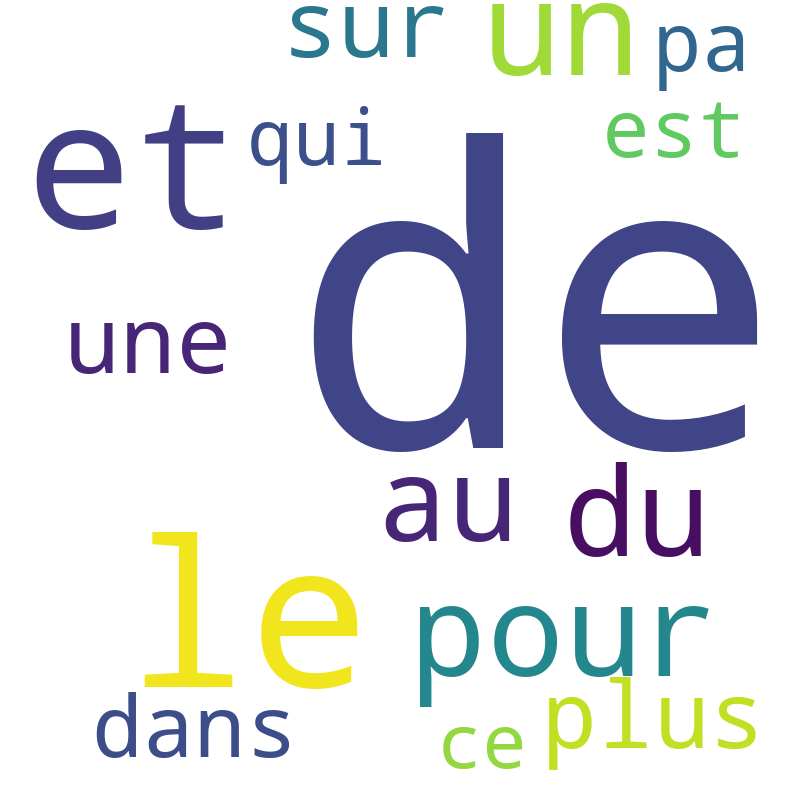 sur un pa
et qui est
de
une
au du
le pour
dans ce plus